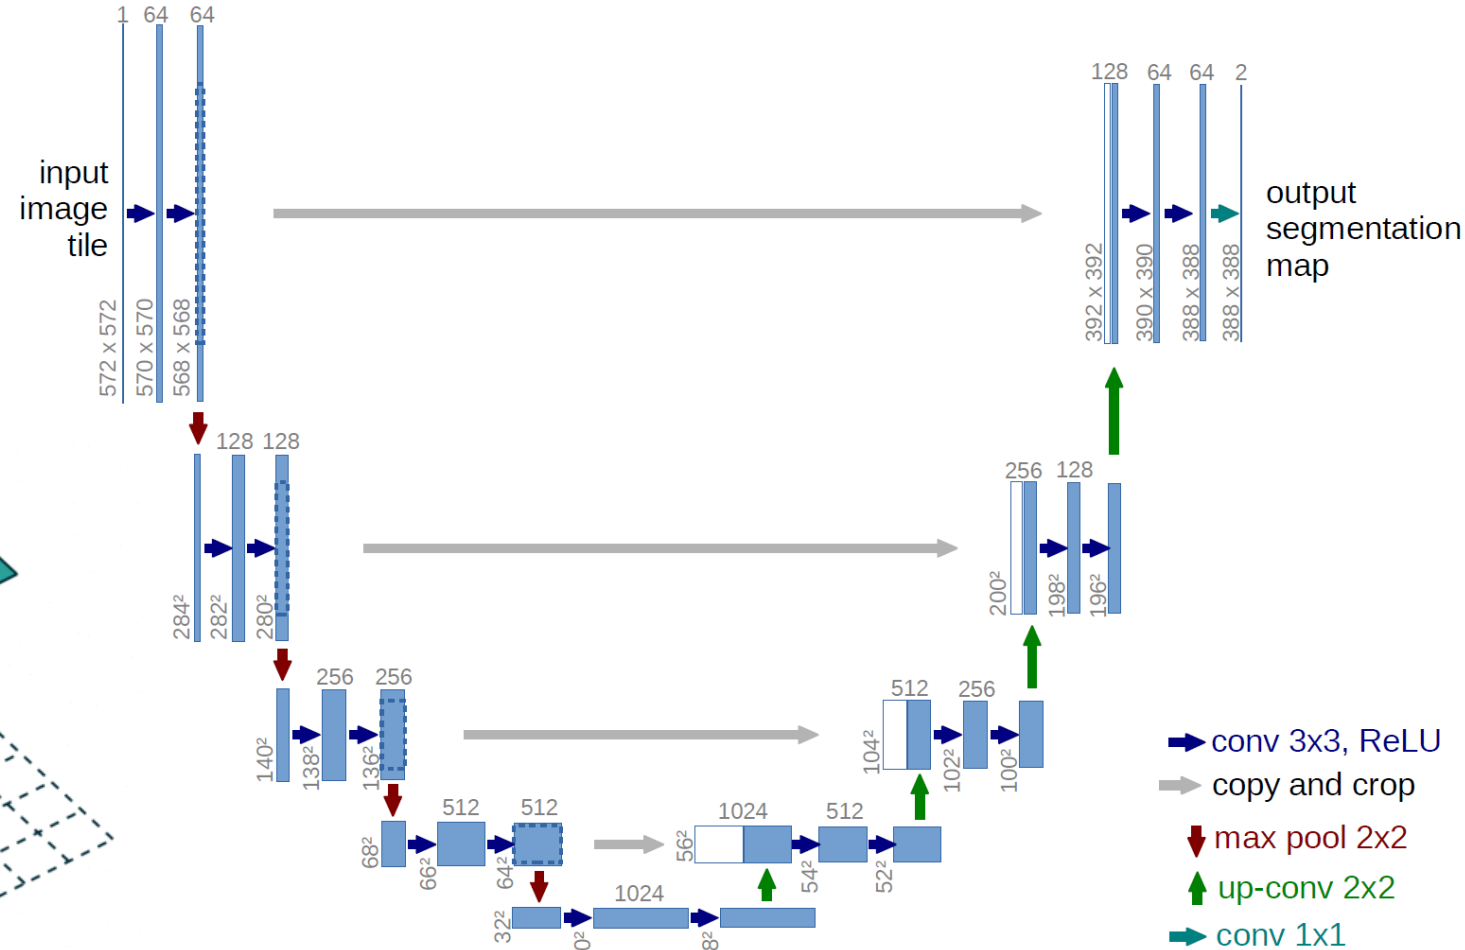 1 64 64
128 64 64 2
input
image
tile
output
segmentation
map
572 x 572
570 x 570
568 x 568
392 x 392
390 x 390
388 x 388
388 x 388
128 128
256 128
284²
282²
280²
200²
198²
196²
256 256
512 256
140²
138²
136²
104²
102²
100²
512 512
1024 512
68²
66²
64²
56²
54²
52²
1024
32²
conv 3x3, ReLU
copy and crop
max pool 2x2
up-conv 2x2
conv 1x1